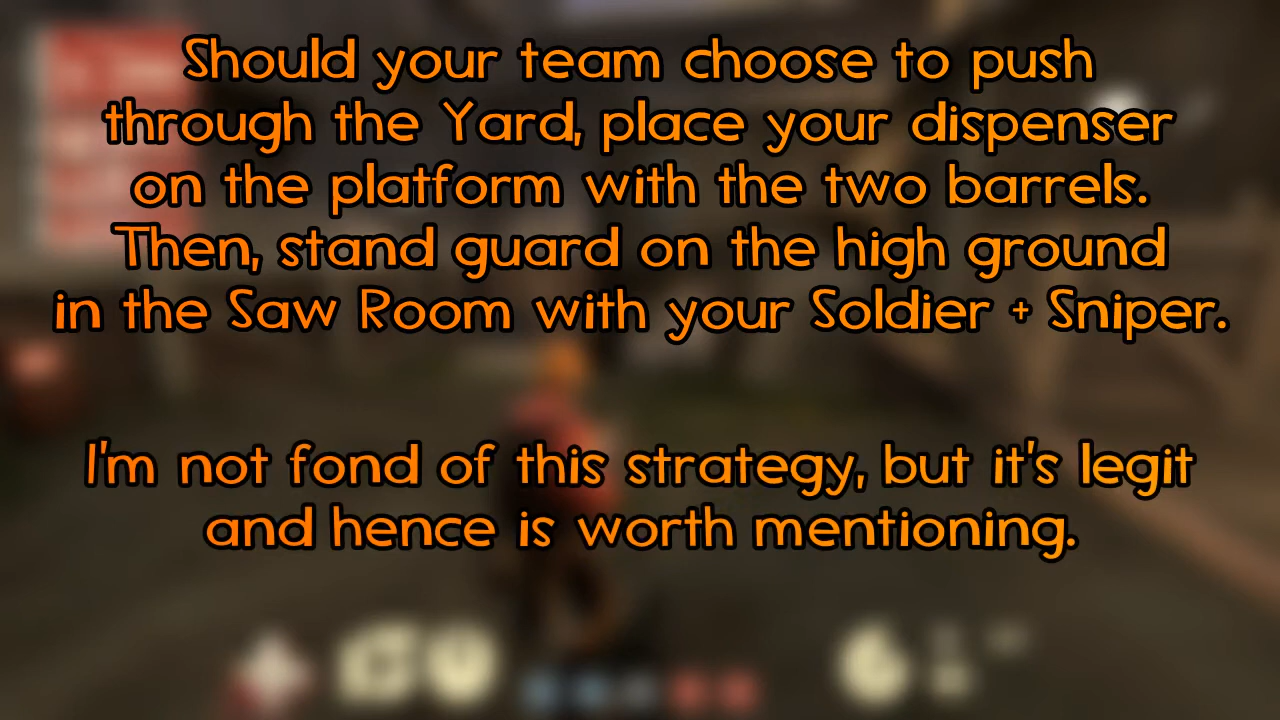 Should your team choose to push
through the Yard, place your dispenser
on the platform with the two barrels.
Then, stand guard on the high ground
in the Saw Room with your Soldier + Sniper.
I'm not fond of this strategy, but it's legit
and hence is worth mentioning.